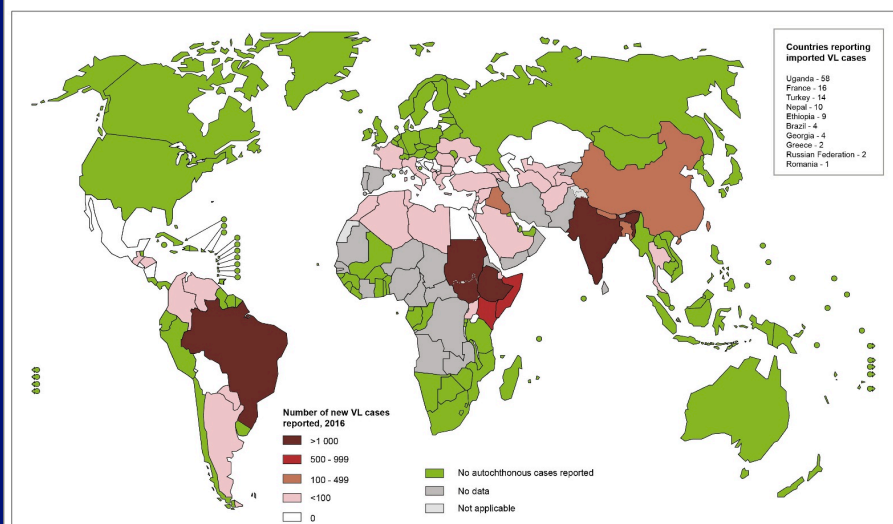 Countries reporting
imported VL cases
Uganda - 58
France - 16
Turkey - 14
Nepal - 10
Ethiopia - 9
Brazil - 4
Georgia - 4
Greece - 2
Russian Federation - 2
Romania - 1
Number of new VL cases
reported, 2016
>1 000
500 - 999
100 - 499
<100
0
No autochthonous cases reported
No data
Not applicable